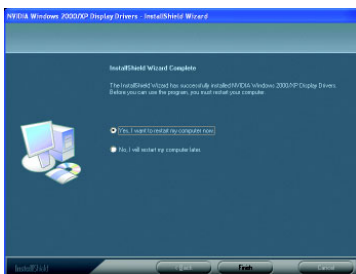 NVIDIA Windows 2000/XP Display Drivers - InstallShield Wizard
InstallShield Wizard Complete
The InstallShield Wizard has successfully installed NVIDIA Windows 2000/XP Display Drivers.
Before you can use the program, you must restart your computer.
Yes, I want to restart my computer now.
No, I will restart my computer later.
InstallShield
< Back
Finish
Cancel